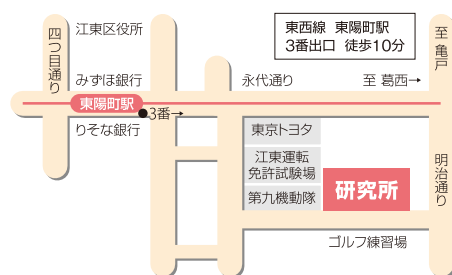 東西線 東陽町駅
3番出口 徒歩10分
四つ目通り
江東区役所
至 亀戸
みずほ銀行
永代通り
至 葛西→
東陽町駅
3番→
りそな銀行
東京トヨタ
江東運転
免許試験場
第九機動隊
研究所
明治通り
ゴルフ練習場